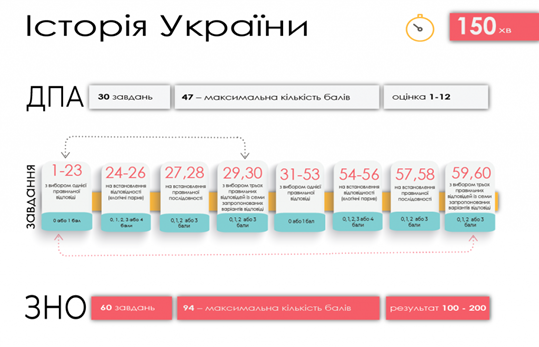 Історія України
150 хв
ДПА
30 завдань
47 – максимальна кількість балів
оцінка 1-12
завдання
1-23
з вибором однієї
правильної
відповіді
0 або 1 бал
24-26
на встановлення
відповідності
(логічні пари»)
0, 1, 2, 3 або 4
бали
27,28
на встановлення
правильної
послідовності
0,1,2 або 3
бали
29,30
з вибором трьох
правильних
відповідей із семи
запропонованих
варіантів відповіді
0,1,2 або 3
бали
31-53
з вибором однієї
правильної
відповіді
0 або 1 бал
54-56
на встановлення
відповідності
(логічні пари»)
0,1,2,3 або 4
бали
57,58
на встановлення
правильної
послідовності
0,1,2 або 3
бали
59,60
з вибором трьох
правильних
відповідей із семи
запропонованих
варіантів відповіді
0,1,2 або 3
бали
ЗНО
60 завдань
94 – максимальна кількість балів
результат 100 - 200